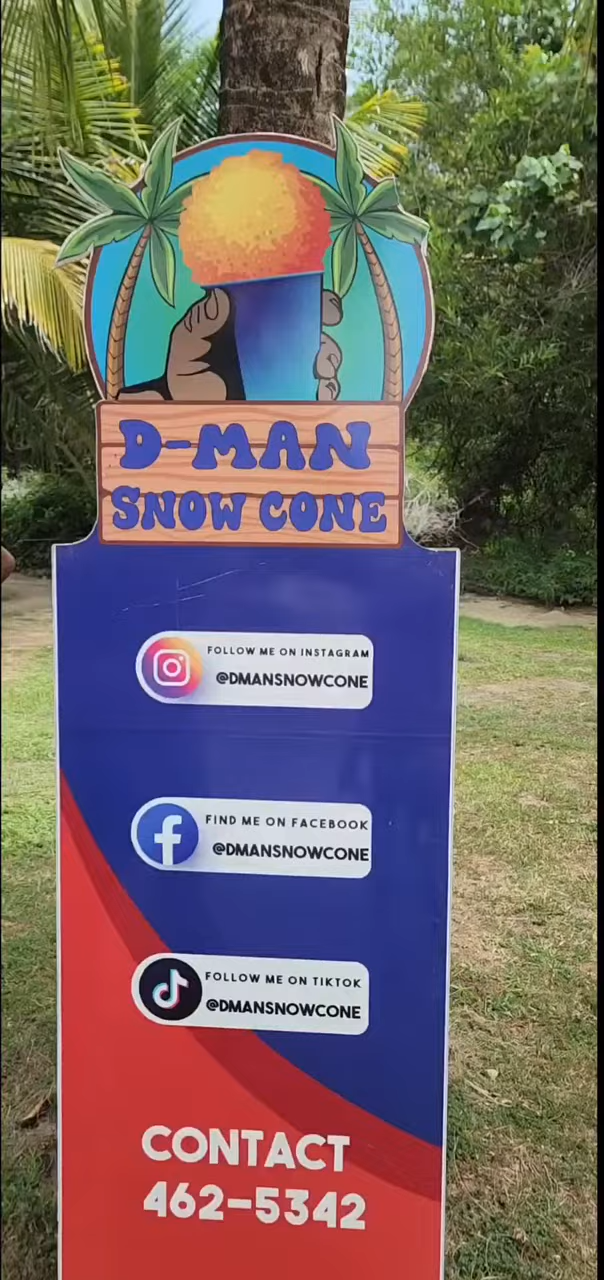 D-MAN
SNOW CONE
FOLLOW ME ON INSTAGRAM
@DMANSNOWCONE
FIND ME ON FACEBOOK
@DMANSNOWCONE
FOLLOW ME ON TIKTOK
@DMANSNOWCONE
CONTACT
462-5342